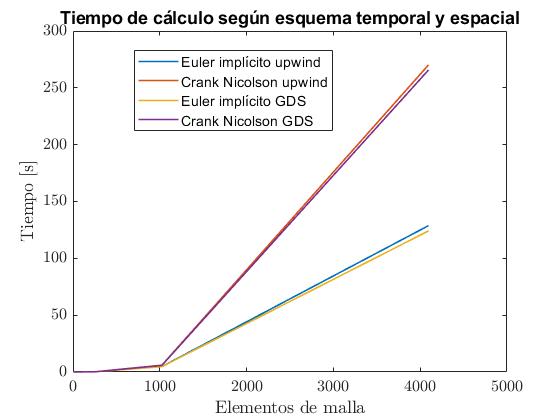 Tiempo de cálculo según esquema temporal y espacial
300
250
200
150
100
50
0
Tiempo [s]
Euler implícito upwind
Crank Nicolson upwind
Euler implícito GDS
Crank Nicolson GDS
0 1000 2000 3000 4000 5000
Elementos de malla